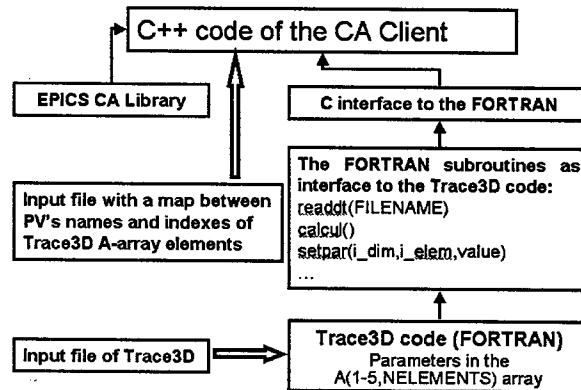 C++ code of the CA Client
EPICS CA Library
C interface to the FORTRAN
Input file with a map between
PV's names and indexes of
Trace3D A-array elements
The FORTRAN subroutines as
interface to the Trace3D code:
readdt(FILENAME)
calcul()
setpar(i_dim,i_elem,value)
...
Input file of Trace3D
Trace3D code (FORTRAN)
Parameters in the
A(1-5,NELEMENTS) array